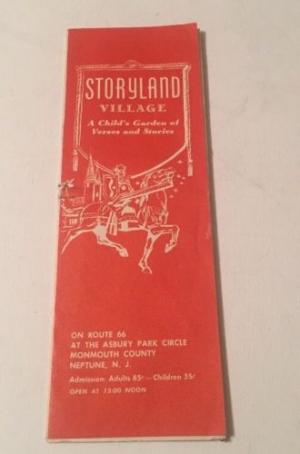 STORYLAND
VILLAGE
A Child's Garden of
Verses and Stories
ON ROUTE 66
AT THE ASBURY PARK CIRCLE
MONMOUTH COUNTY
NEPTUNE, N. J.
Admission: Adults 85¢ — Children 35¢
OPEN AT 12:00 NOON